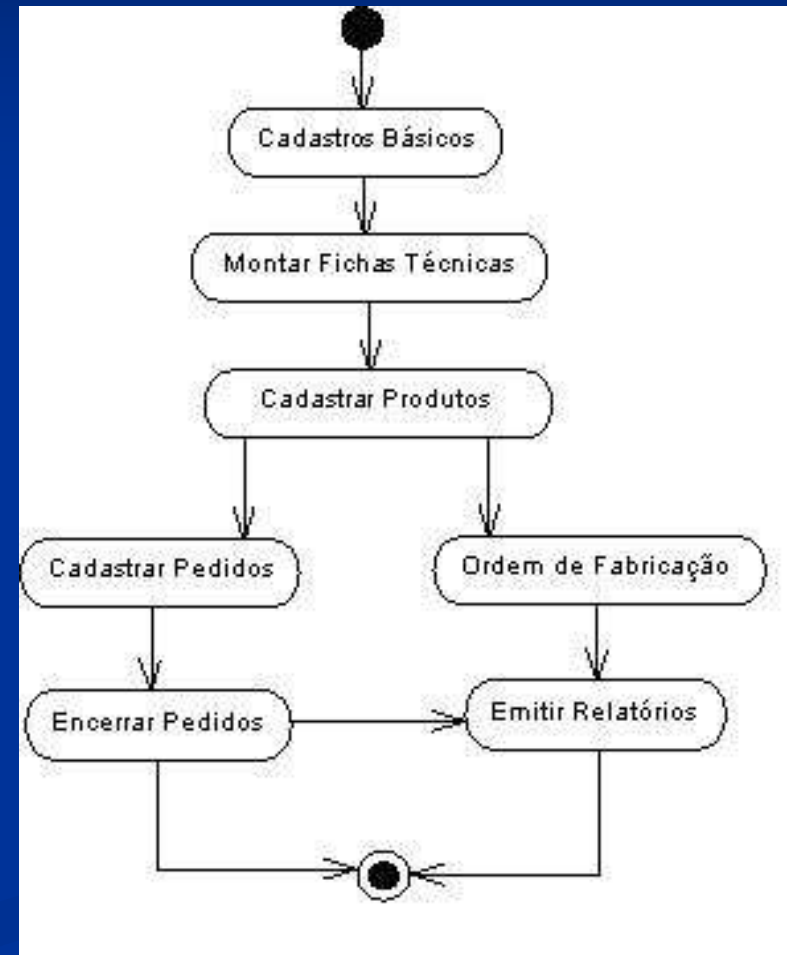 Cadastros Básicos
Montar Fichas Técnicas
Cadastrar Produtos
Cadastrar Pedidos
Ordem de Fabricação
Encerrar Pedidos
Emitir Relatórios